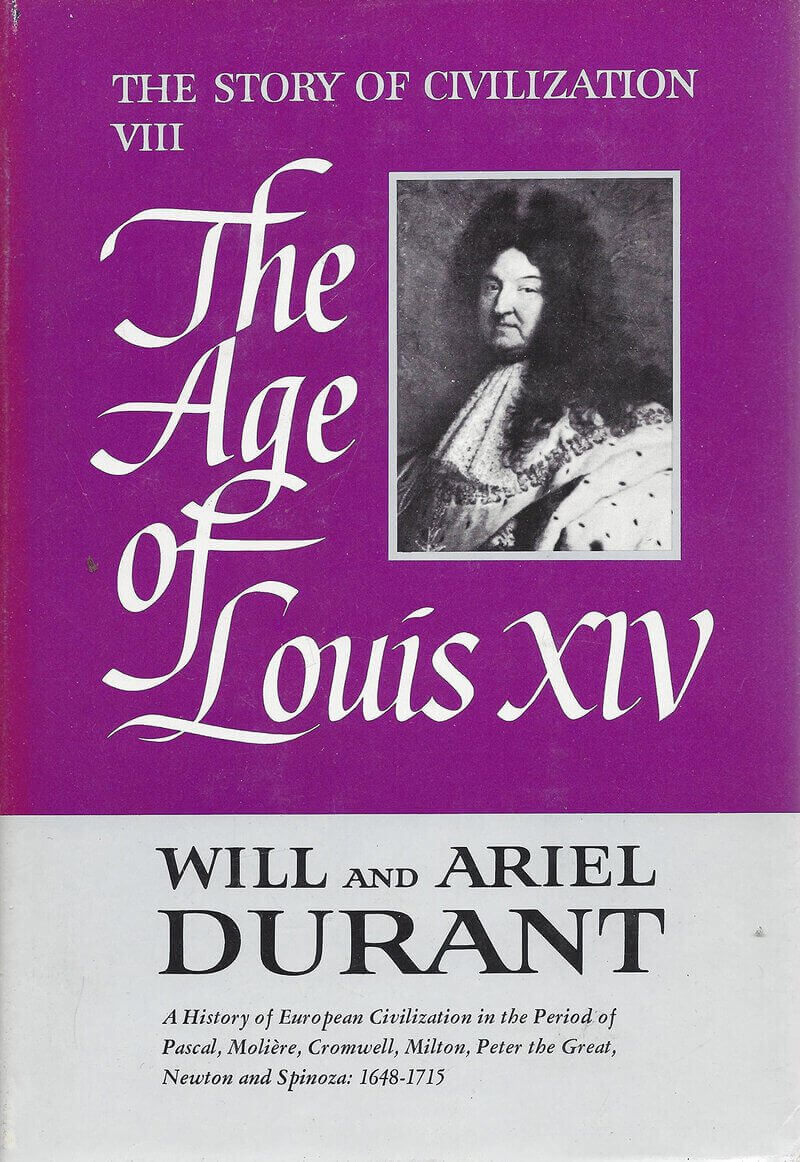 THE STORY OF CIVILIZATION
VIII
The
Age
of
Louis XIV
WILL AND ARIEL
DURANT
A History of European Civilization in the Period of
Pascal, Molière, Cromwell, Milton, Peter the Great,
Newton and Spinoza: 1648-1715